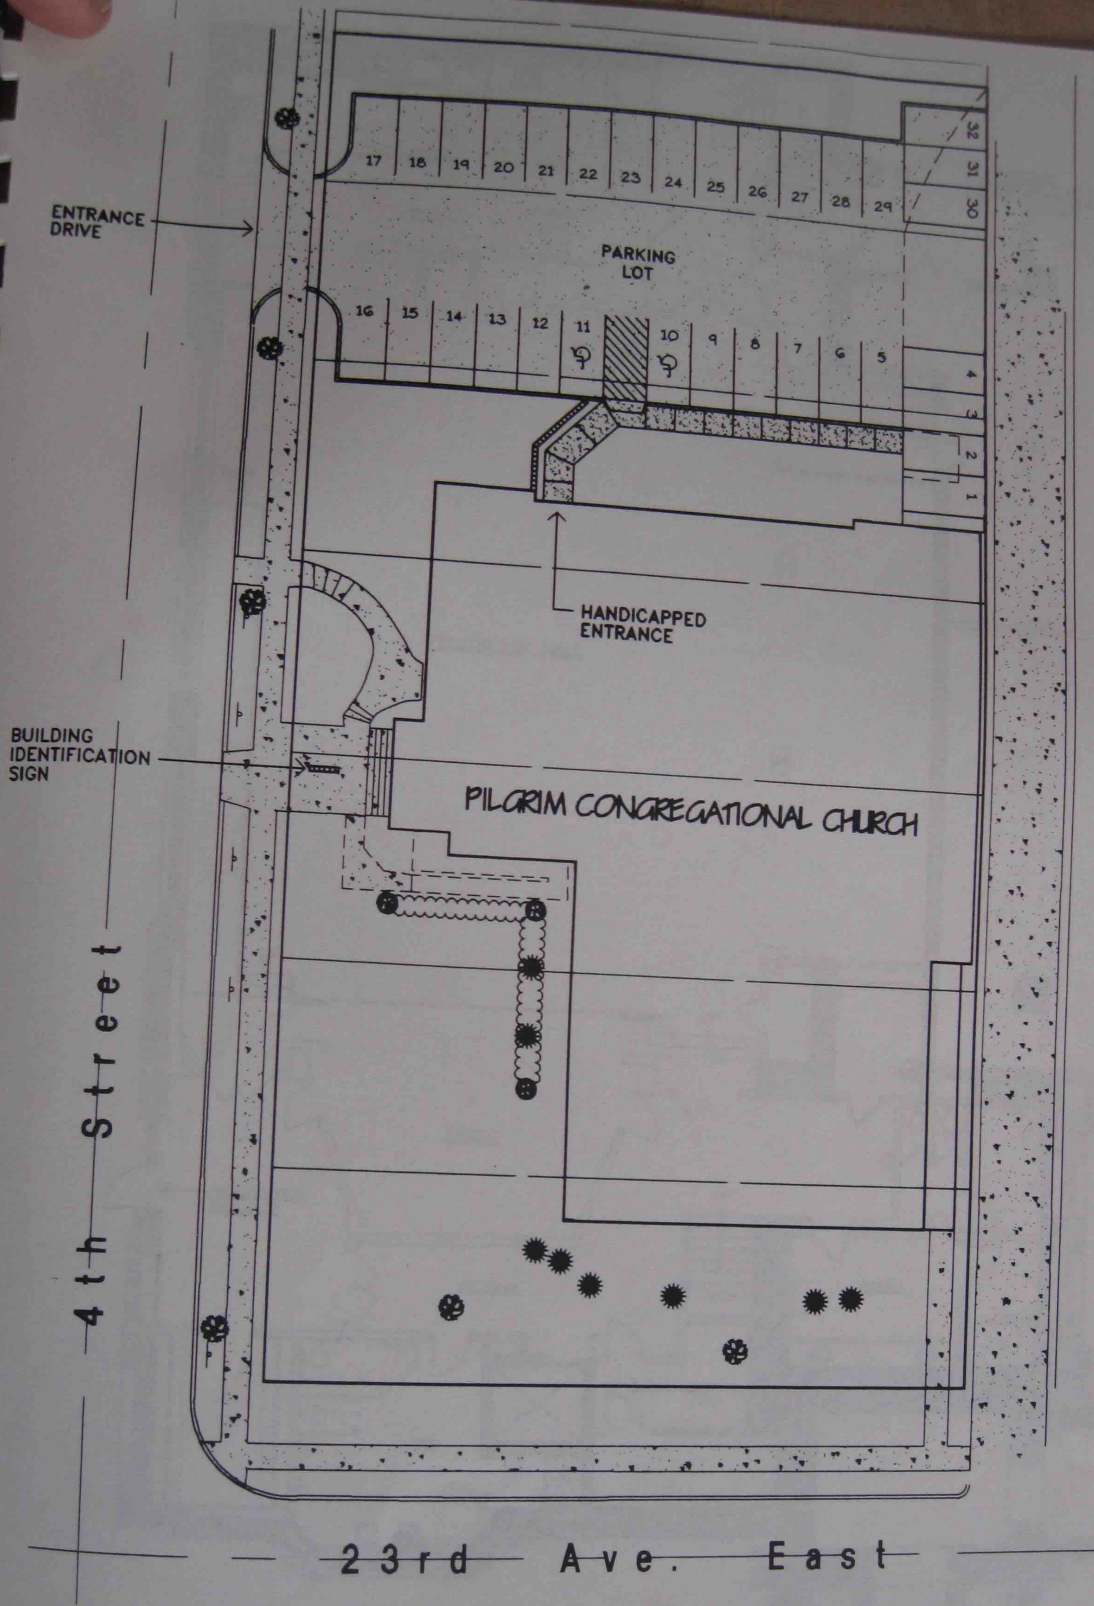 32
31
30
17 18 19 20 21 22 23 24 25 26 27 28 29
ENTRANCE
DRIVE
PARKING
LOT
16 15 14 13 12 11 10 9 8 7 6 5
4
3
2
1
HANDICAPPED
ENTRANCE
BUILDING
IDENTIFICATION
SIGN
PILGRIM CONGREGATIONAL CHURCH
4th Street
23rd Ave. East